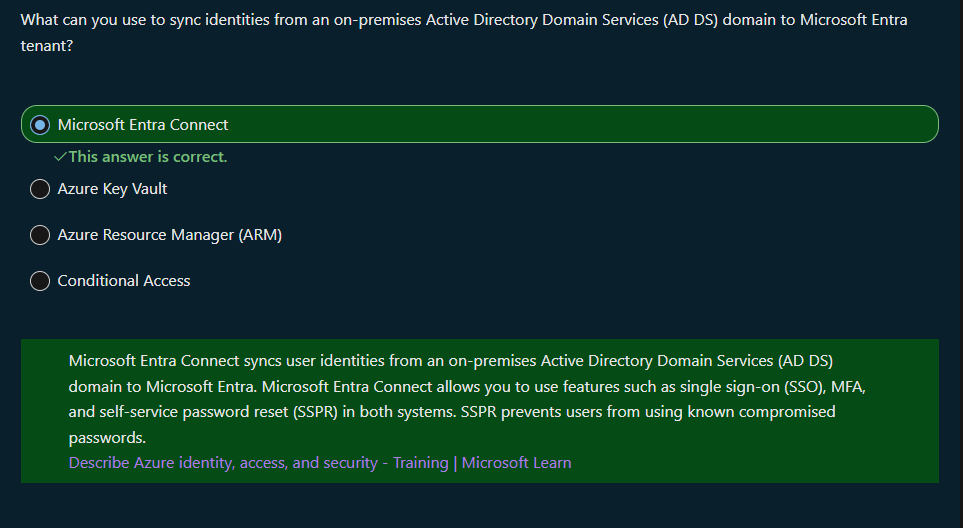 What can you use to sync identities from an on-premises Active Directory Domain Services (AD DS) domain to Microsoft Entra
tenant?
Microsoft Entra Connect
✓This answer is correct.
Azure Key Vault
Azure Resource Manager (ARM)
Conditional Access
Microsoft Entra Connect syncs user identities from an on-premises Active Directory Domain Services (AD DS)
domain to Microsoft Entra. Microsoft Entra Connect allows you to use features such as single sign-on (SSO), MFA,
and self-service password reset (SSPR) in both systems. SSPR prevents users from using known compromised
passwords.
Describe Azure identity, access, and security - Training | Microsoft Learn